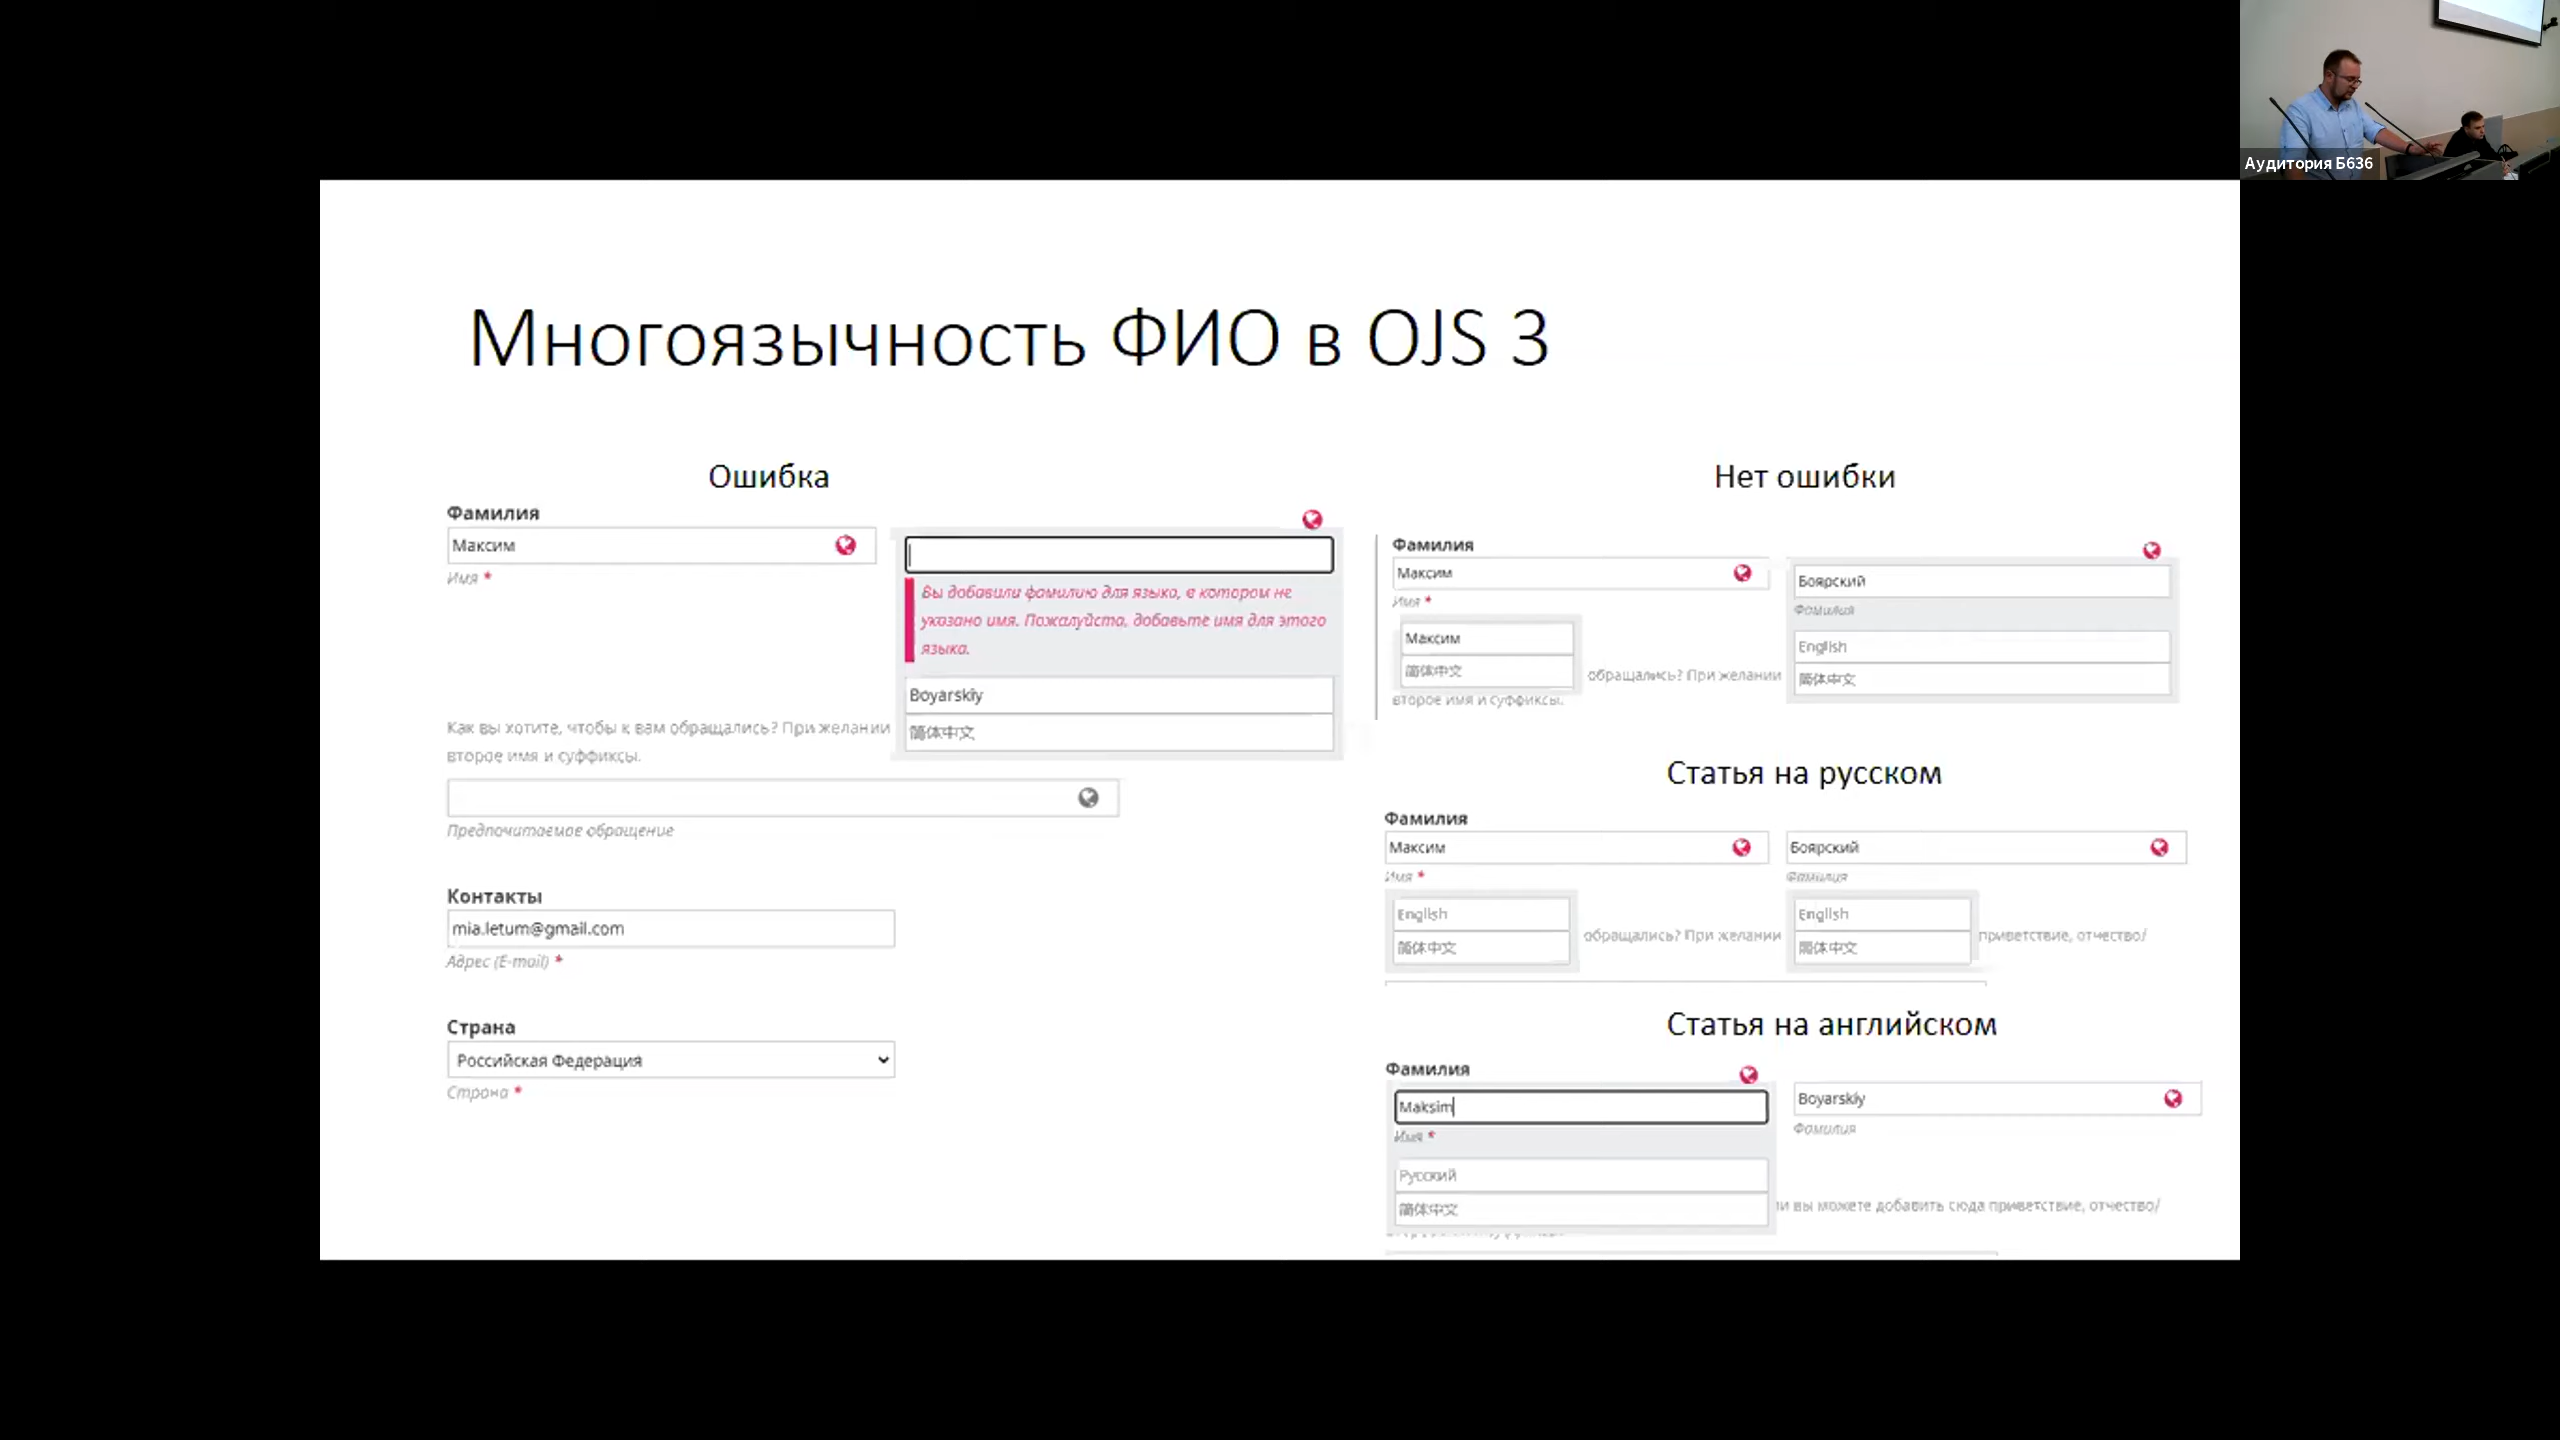 Аудитория Б636
Многоязычность ФИО в OJS 3
Ошибка
Фамилия
Максим
Имя *
Вы добавили фамилию для языка, в котором не
указано имя. Пожалуйста, добавьте имя для этого
языка.
Boyarskiy
简体中文
Как вы хотите, чтобы к вам обращались? При желании
второе имя и суффиксы.
Предпочитаемое обращение
Контакты
mia.letum@gmail.com
Адрес (E-mail) *
Страна
Российская Федерация
Страна *
Нет ошибки
Фамилия
Максим
Имя *
Максим
简体中文
обращались? При желании
второе имя и суффиксы.
Боярский
Фамилия
English
简体中文
Статья на русском
Фамилия
Максим
Имя *
English
简体中文
обращались? При желании
Боярский
Фамилия
English
简体中文
приветствие, отчество/
Статья на английском
Фамилия
Maksim
Имя *
Русский
简体中文
Boyarskiy
Фамилия
и вы можете добавить сюда приветствие, отчество/